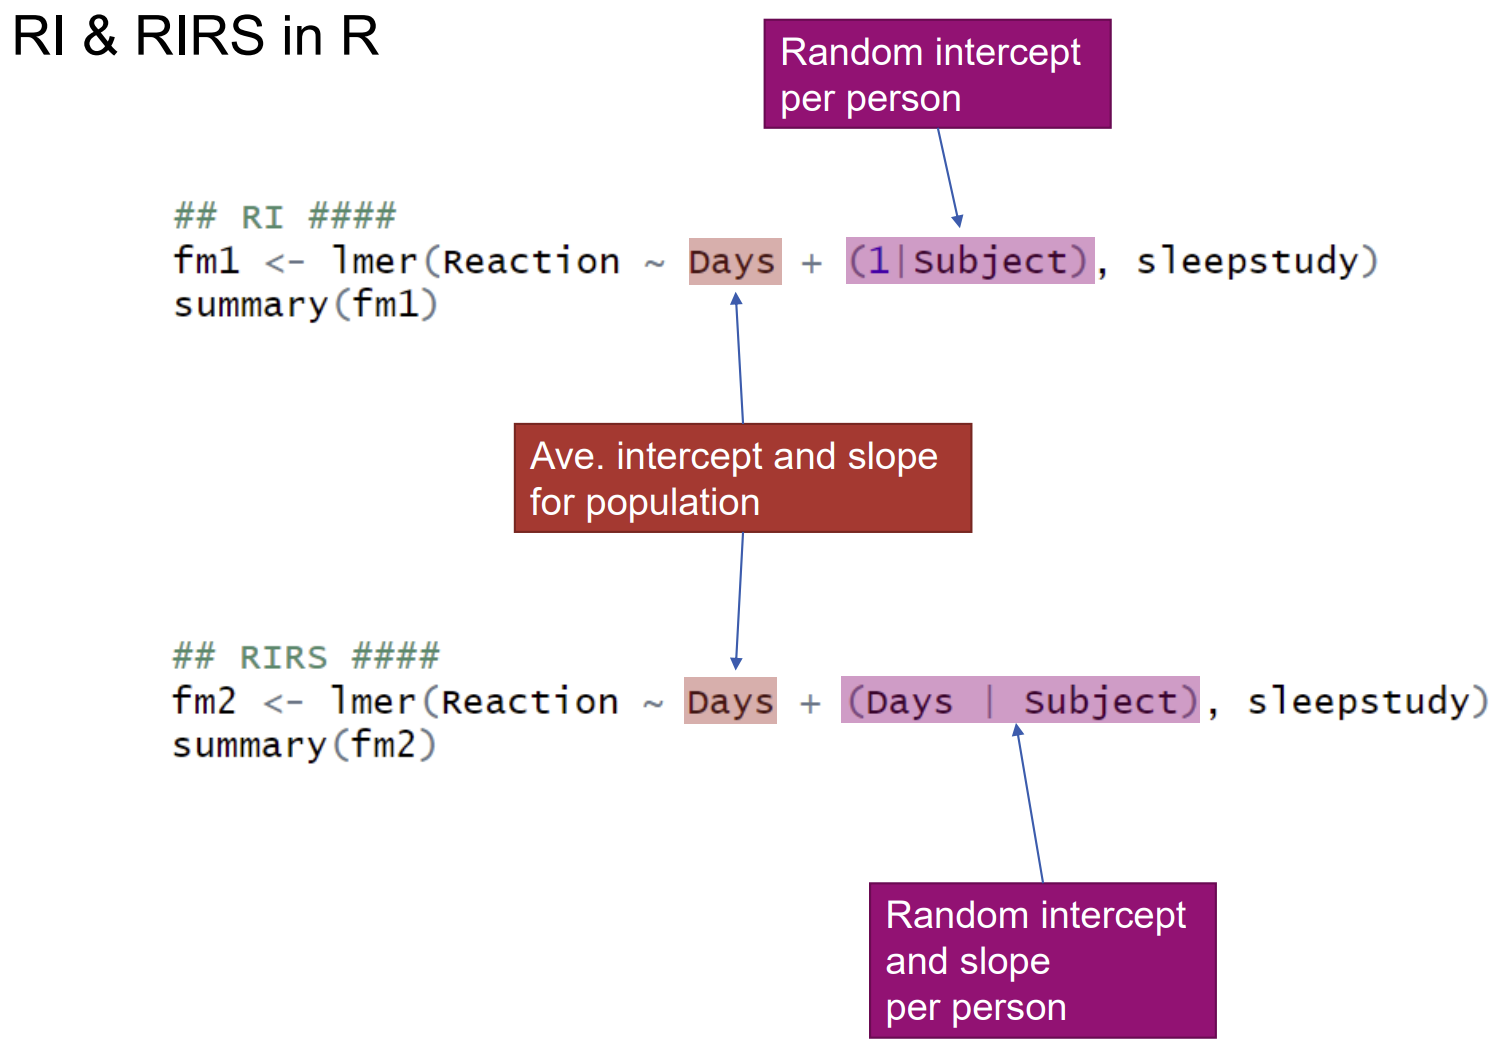 RI & RIRS in R
Random intercept
per person
## RI ####
fm1 <- lmer(Reaction ~ Days + (1|Subject), sleepstudy)
summary(fm1)
Ave. intercept and slope
for population
## RIRS ####
fm2 <- lmer(Reaction ~ Days + (Days | Subject), sleepstudy)
summary(fm2)
Random intercept
and slope
per person